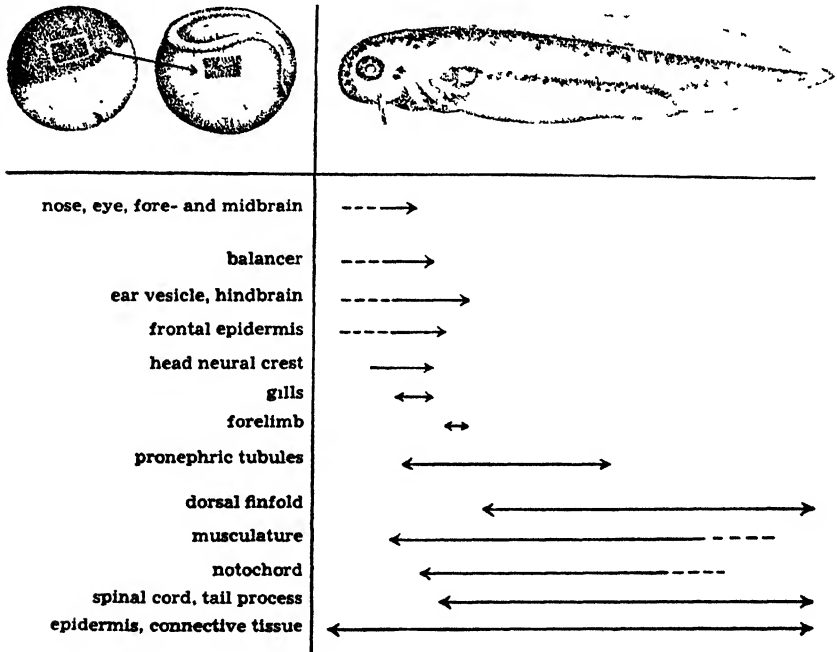 nose, eye, fore- and midbrain
balancer
ear vesicle, hindbrain
frontal epidermis
head neural crest
gills
forelimb
pronephric tubules
dorsal finfold
musculature
notochord
spinal cord, tail process
epidermis, connective tissue